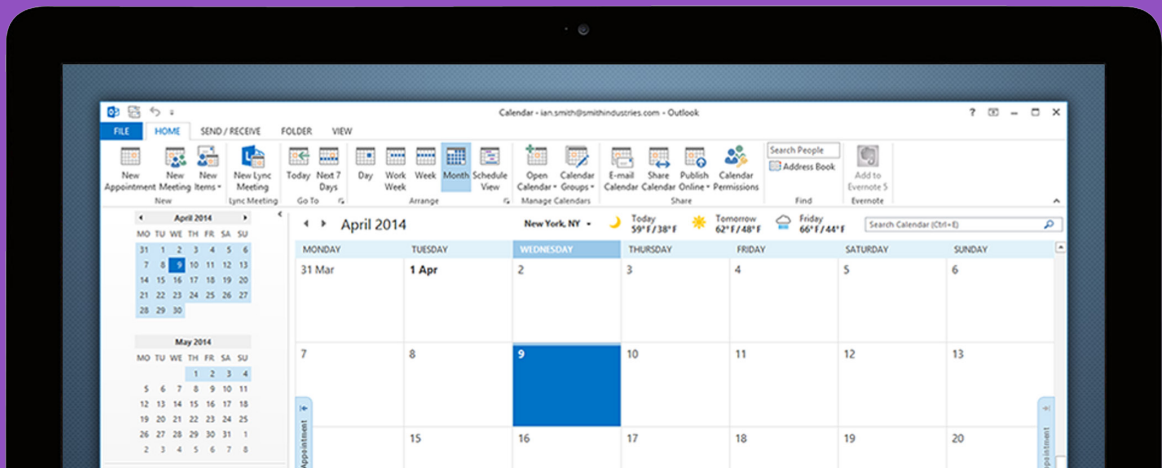 Calendar - ian.smith@smithindustries.com - Outlook
FILE HOME SEND / RECEIVE FOLDER VIEW
New Appointment
New Meeting
New Items
New
New Lync Meeting
Lync Meeting
Today
Next 7 Days
Go To
Day
Work Week
Week
Month
Schedule View
Arrange
Open Calendar
Calendar Groups
Manage Calendars
E-mail Calendar
Share Calendar
Publish Online
Calendar Permissions
Share
Search People
Address Book
Find
Add to Evernote 5
Evernote
April 2014
MO TU WE TH FR SA SU
31 1 2 3 4 5 6
7 8 9 10 11 12 13
14 15 16 17 18 19 20
21 22 23 24 25 26 27
28 29 30
May 2014
MO TU WE TH FR SA SU
1 2 3 4
5 6 7 8 9 10 11
12 13 14 15 16 17 18
19 20 21 22 23 24 25
26 27 28 29 30 31 1
2 3 4 5 6 7 8
April 2014
New York, NY
Today
59°F/38°F
Tomorrow
62°F/48°F
Friday
66°F/44°F
Search Calendar (Ctrl+E)
MONDAY TUESDAY WEDNESDAY THURSDAY FRIDAY SATURDAY SUNDAY
31 Mar 1 Apr 2 3 4 5 6
7 8 9 10 11 12 13
15 16 17 18 19 20
Appointment